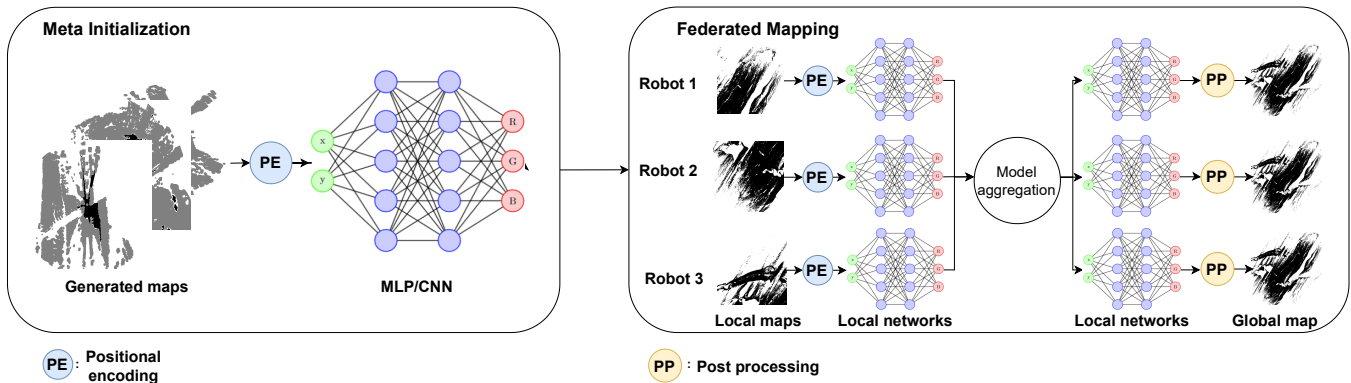 Meta Initialization
PE
x
y
R
G
B
Generated maps
MLP/CNN
Federated Mapping
Robot 1
PE
x
y
R
G
B
x
y
R
G
B
PP
Robot 2
PE
x
y
R
G
B
Model
aggregation
x
y
R
G
B
PP
Robot 3
PE
x
y
R
G
B
x
y
R
G
B
PP
Local maps
Local networks
Local networks
Global map
PE : Positional
encoding
PP : Post processing